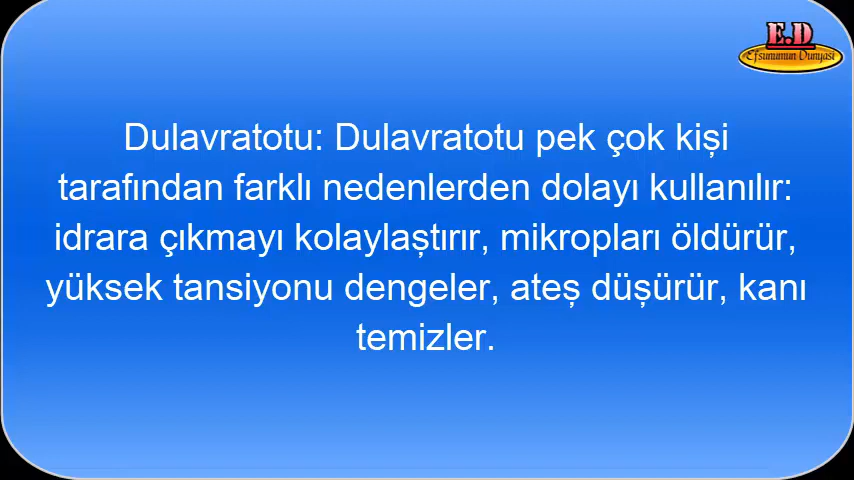 E.D
Efsunumun Dunyasi
Dulavratotu: Dulavratotu pek çok kişi
tarafından farklı nedenlerden dolayı kullanılır:
idrara çıkmayı kolaylaştırır, mikropları öldürür,
yüksek tansiyonu dengeler, ateş düşürür, kanı
temizler.